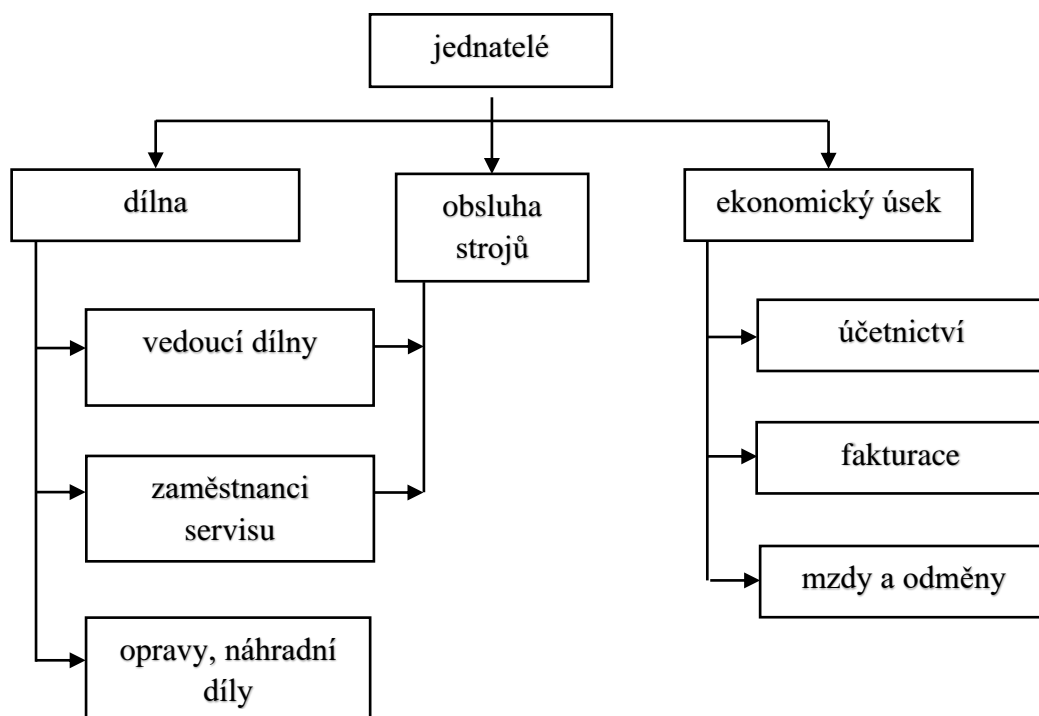 jednatelé
dílna
obsluha
strojů
ekonomický úsek
vedoucí dílny
účetnictví
zaměstnanci
servisu
fakturace
mzdy a odměny
opravy, náhradní
díly